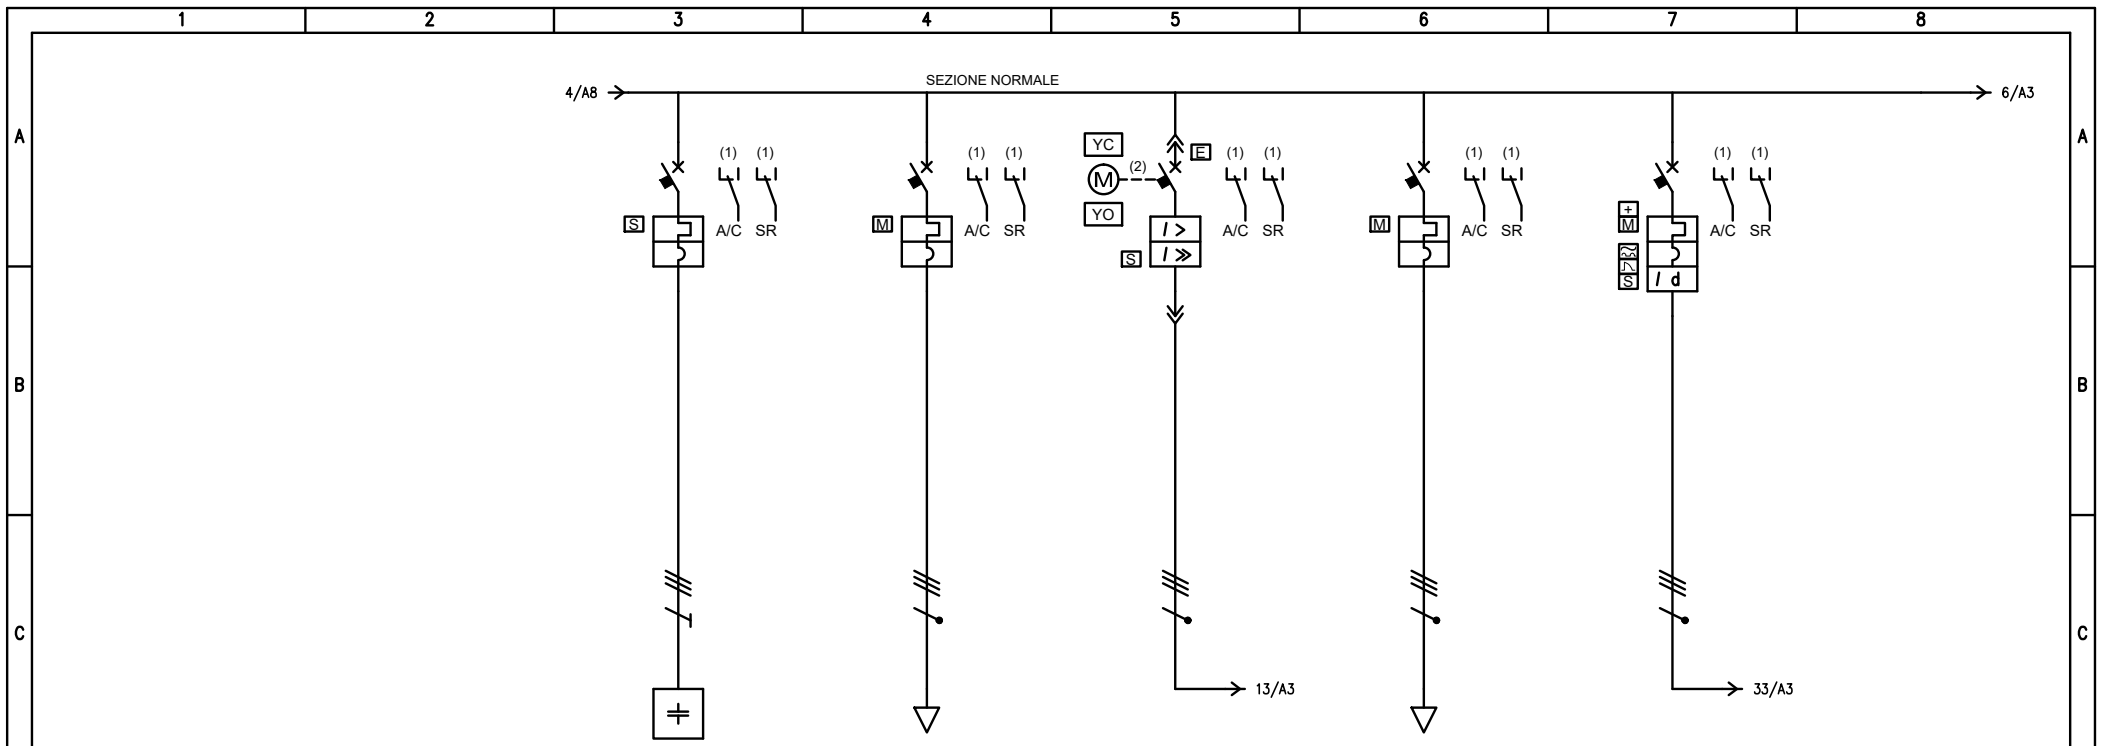 1 2 3 4 5 6 7 8
SEZIONE NORMALE
4/A8 6/A3
A A
YC E (1) (1) (1) (1) (1) (1) (1) (1) (1) (1)
M (2)
YO
S A/C SR M A/C SR A/C SR M A/C SR + A/C SR
M
I >
S I >>
S I d
B B
C C
13/A3 33/A3